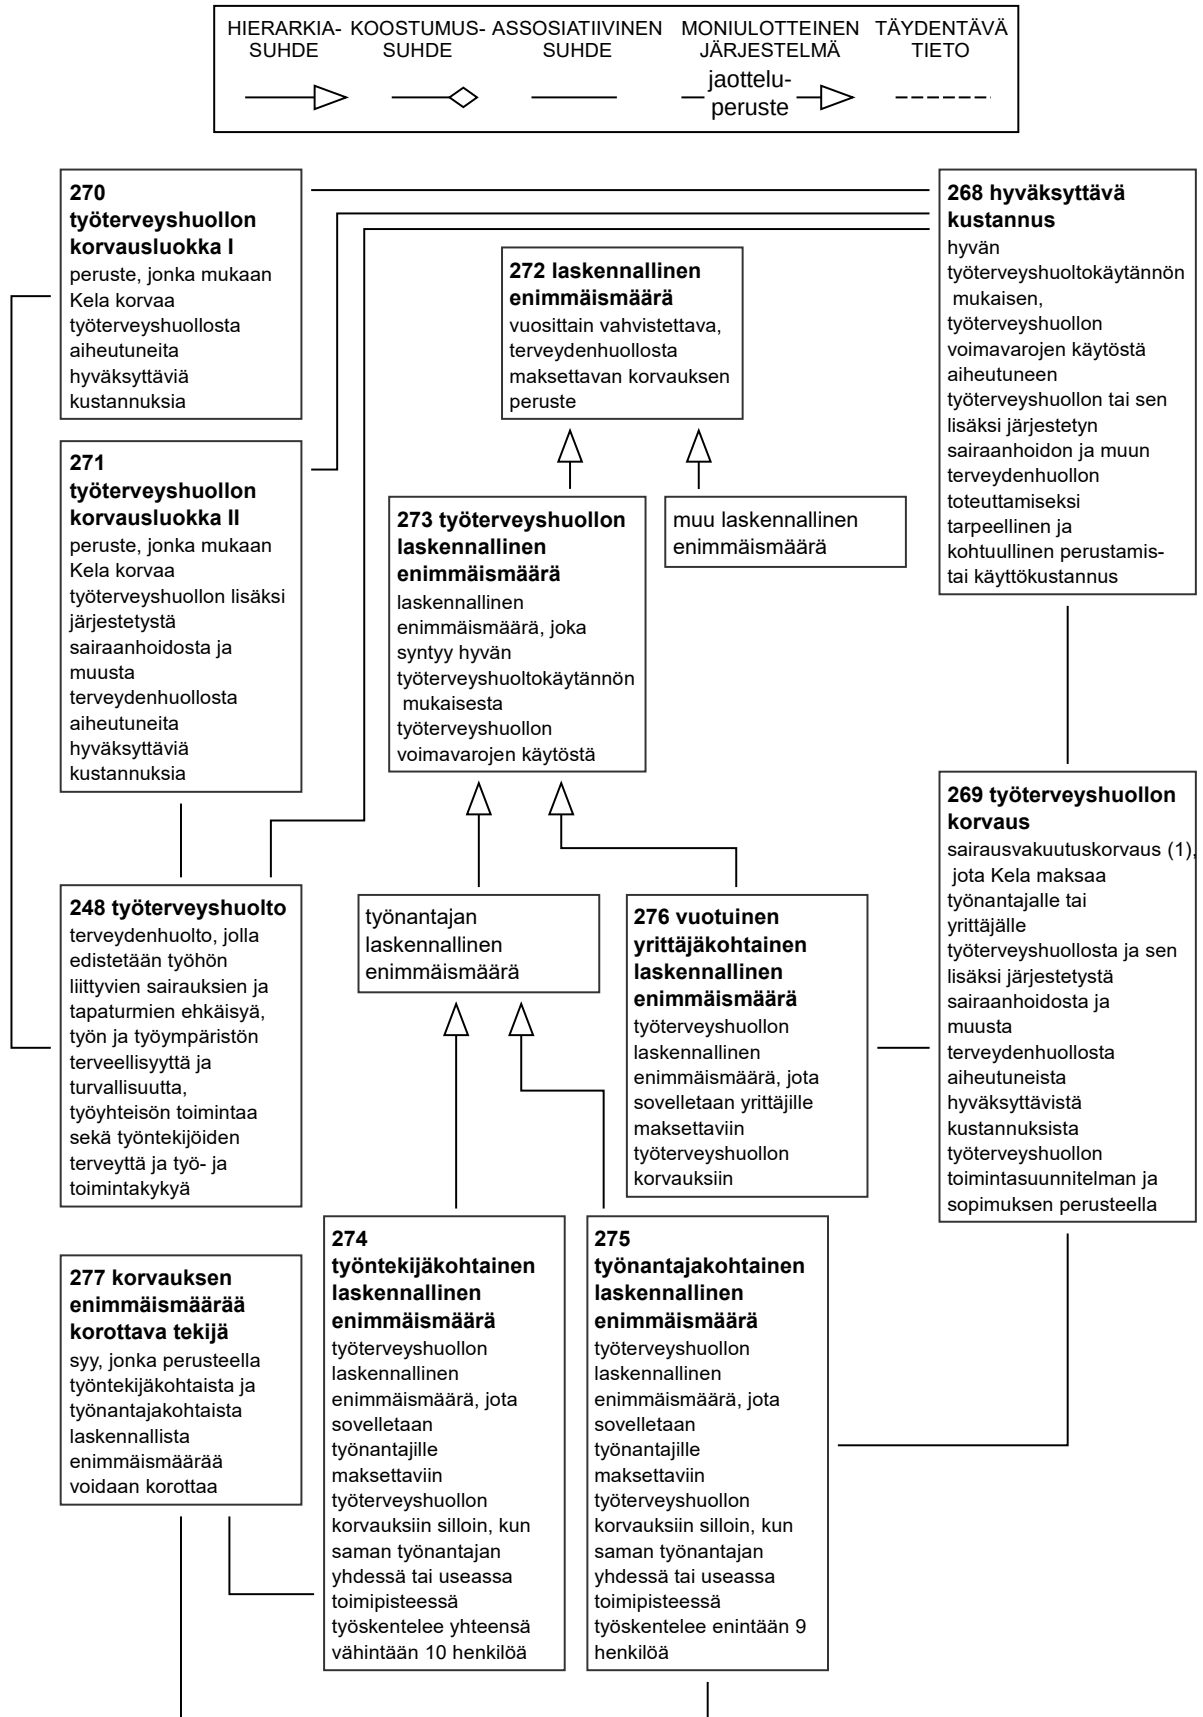 HIERARKIA-
SUHDE
KOOSTUMUS-
SUHDE
ASSOSIATIIVINEN
SUHDE
MONIULOTTEINEN
JÄRJESTELMÄ
jaottelu-
peruste
TÄYDENTÄVÄ
TIETO
270
työterveyshuollon
korvausluokka I
peruste, jonka mukaan
Kela korvaa
työterveyshuollosta
aiheutuneita
hyväksyttäviä
kustannuksia
268 hyväksyttävä
kustannus
hyvän
työterveyshuoltokäytännön
mukaisen,
työterveyshuollon
voimavarojen käytöstä
aiheutuneen
työterveyshuollon tai sen
lisäksi järjestetyn
sairaanhoidon ja muun
terveydenhuollon
toteuttamiseksi
tarpeellinen ja
kohtuullinen perustamis-
tai käyttökustannus
272 laskennallinen
enimmäismäärä
vuosittain vahvistettava,
terveydenhuollosta
maksettavan korvauksen
peruste
271
työterveyshuollon
korvausluokka II
peruste, jonka mukaan
Kela korvaa
työterveyshuollon lisäksi
järjestetystä
sairaanhoidosta ja
muusta
terveydenhuollosta
aiheutuneita
hyväksyttäviä
kustannuksia
273 työterveyshuollon
laskennallinen
enimmäismäärä
laskennallinen
enimmäismäärä, joka
syntyy hyvän
työterveyshuoltokäytännön
mukaisesta
työterveyshuollon
voimavarojen käytöstä
muu laskennallinen
enimmäismäärä
269 työterveyshuollon
korvaus
sairausvakuutuskorvaus (1),
jota Kela maksaa
työnantajalle tai
yrittäjälle
työterveyshuollosta ja sen
lisäksi järjestetystä
sairaanhoidosta ja
muusta
terveydenhuollosta
aiheutuneista
hyväksyttävistä
kustannuksista
työterveyshuollon
toimintasuunnitelman ja
sopimuksen perusteella
248 työterveyshuolto
terveydenhuolto, jolla
edistetään työhön
liittyvien sairauksien ja
tapaturmien ehkäisyä,
työn ja työympäristön
terveellisyyttä ja
turvallisuutta,
työyhteisön toimintaa
sekä työntekijöiden
terveyttä ja työ- ja
toimintakykyä
työnantajan
laskennallinen
enimmäismäärä
276 vuotuinen
yrittäjäkohtainen
laskennallinen
enimmäismäärä
työterveyshuollon
laskennallinen
enimmäismäärä, jota
sovelletaan yrittäjille
maksettaviin
työterveyshuollon
korvauksiin
277 korvauksen
enimmäismäärää
korottava tekijä
syy, jonka perusteella
työntekijäkohtaista ja
työnantajakohtaista
laskennallista
enimmäismäärää
voidaan korottaa
274
työntekijäkohtainen
laskennallinen
enimmäismäärä
työterveyshuollon
laskennallinen
enimmäismäärä, jota
sovelletaan
työnantajille
maksettaviin
työterveyshuollon
korvauksiin silloin, kun
saman työnantajan
yhdessä tai useassa
toimipisteessä
työskentelee yhteensä
vähintään 10 henkilöä
275
työnantajakohtainen
laskennallinen
enimmäismäärä
työterveyshuollon
laskennallinen
enimmäismäärä, jota
sovelletaan
työnantajille
maksettaviin
työterveyshuollon
korvauksiin silloin, kun
saman työnantajan
yhdessä tai useassa
toimipisteessä
työskentelee enintään 9
henkilöä